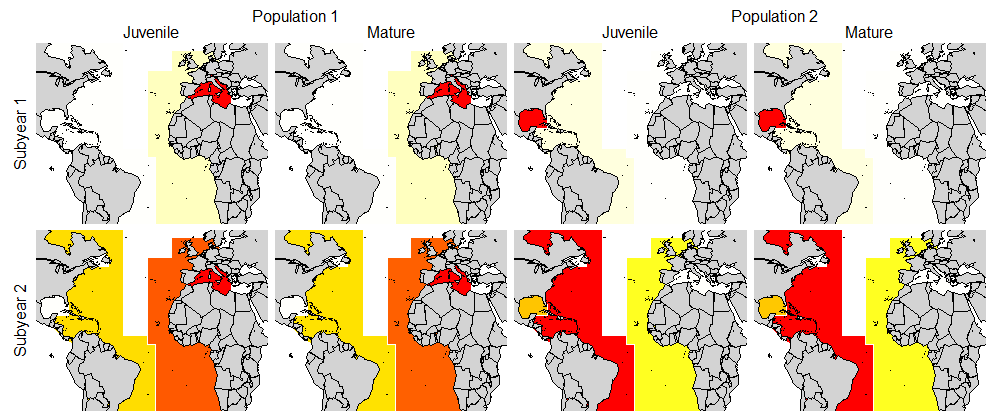 Population 1
Population 2
Juvenile
Mature
Juvenile
Mature
Subyear 1
Subyear 2